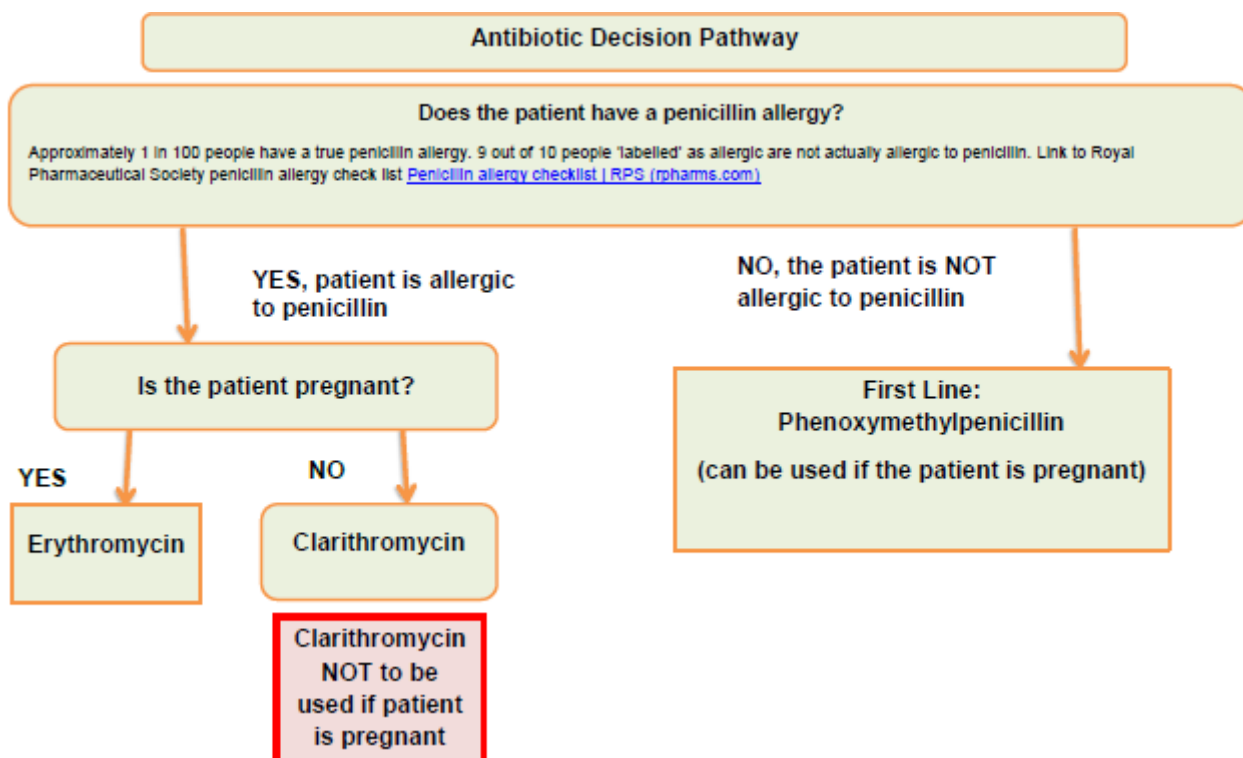 Antibiotic Decision Pathway
Does the patient have a penicillin allergy?
Approximately 1 in 100 people have a true penicillin allergy. 9 out of 10 people 'labelled' as allergic are not actually allergic to penicillin. Link to Royal
Pharmaceutical Society penicillin allergy check list Penicillin allergy checklist | RPS (rpharms.com)
YES, patient is allergic
to penicillin
NO, the patient is NOT
allergic to penicillin
Is the patient pregnant?
First Line:
Phenoxymethylpenicillin
(can be used if the patient is pregnant)
YES
NO
Erythromycin
Clarithromycin
Clarithromycin
NOT to be
used if patient
is pregnant